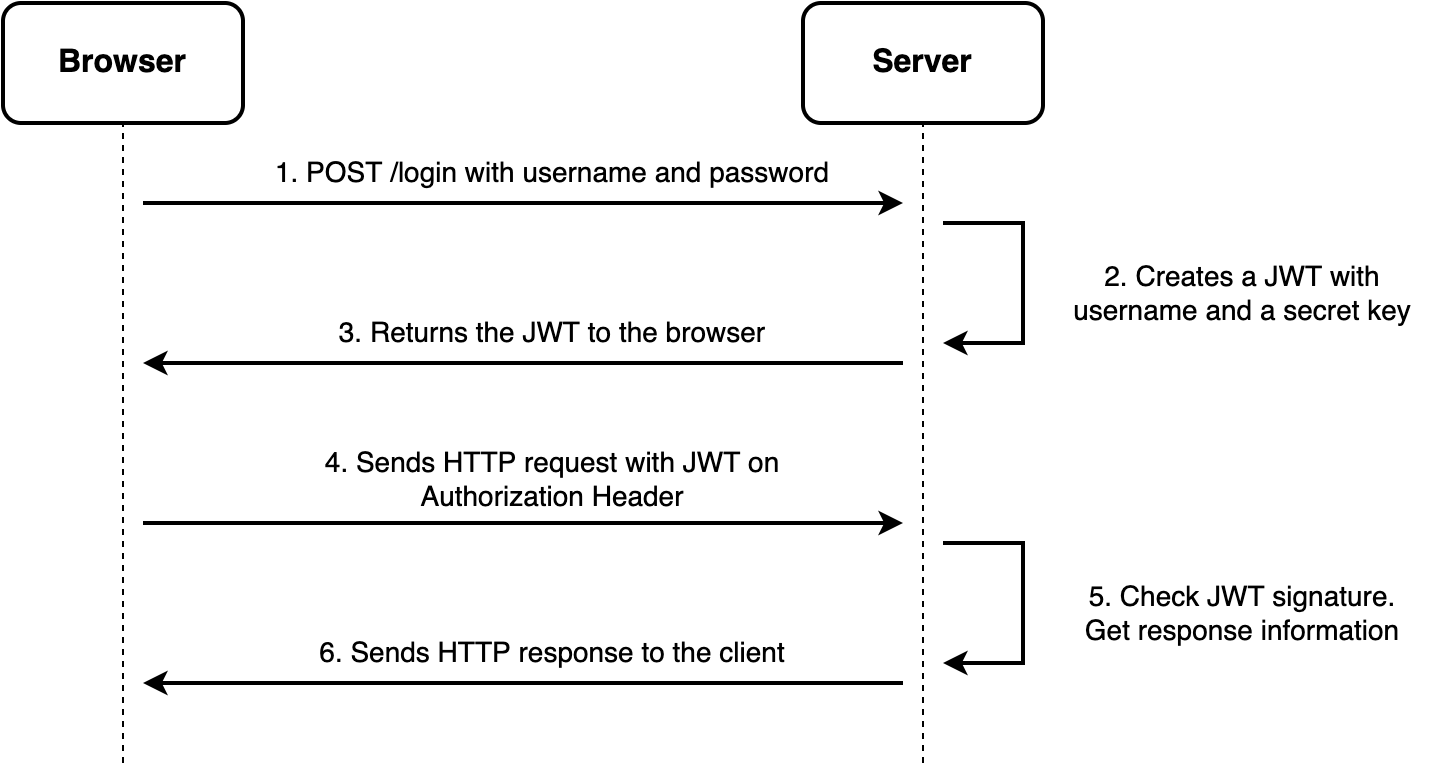 Browser
Server
1. POST /login with username and password
2. Creates a JWT with
username and a secret key
3. Returns the JWT to the browser
4. Sends HTTP request with JWT on
Authorization Header
5. Check JWT signature.
Get response information
6. Sends HTTP response to the client